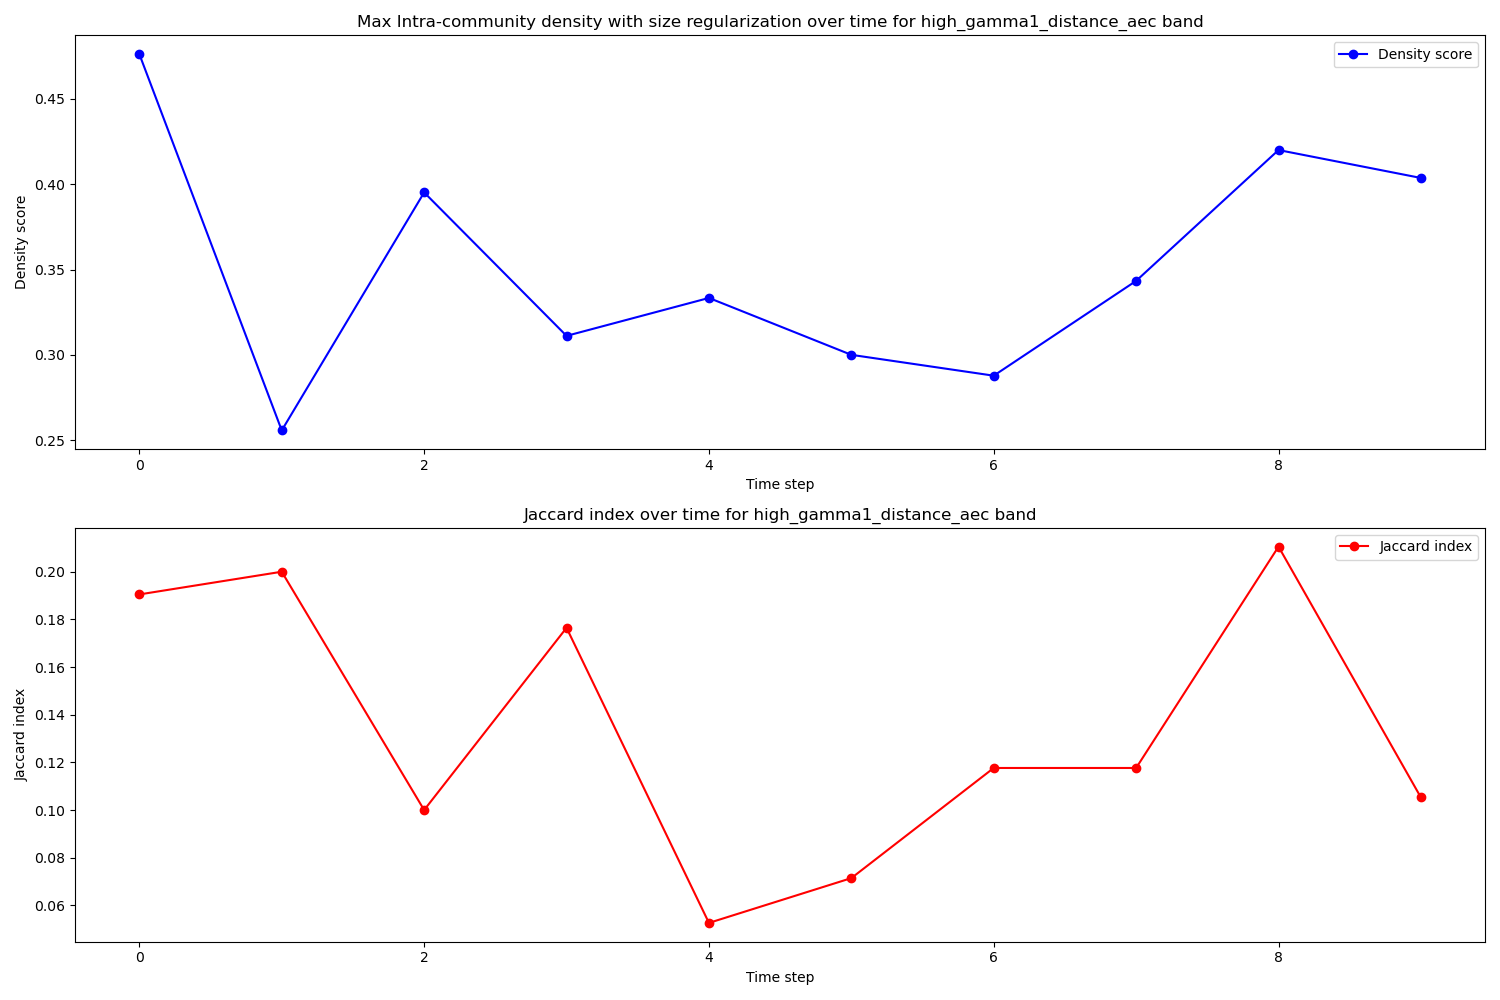 Max Intra-community density with size regularization over time for high_gamma1_distance_aec band
Density score
Density score
0.45
0.40
0.35
0.30
0.25
0 2 4 6 8
Time step
Jaccard index over time for high_gamma1_distance_aec band
Jaccard index
Jaccard index
0.20
0.18
0.16
0.14
0.12
0.10
0.08
0.06
0 2 4 6 8
Time step